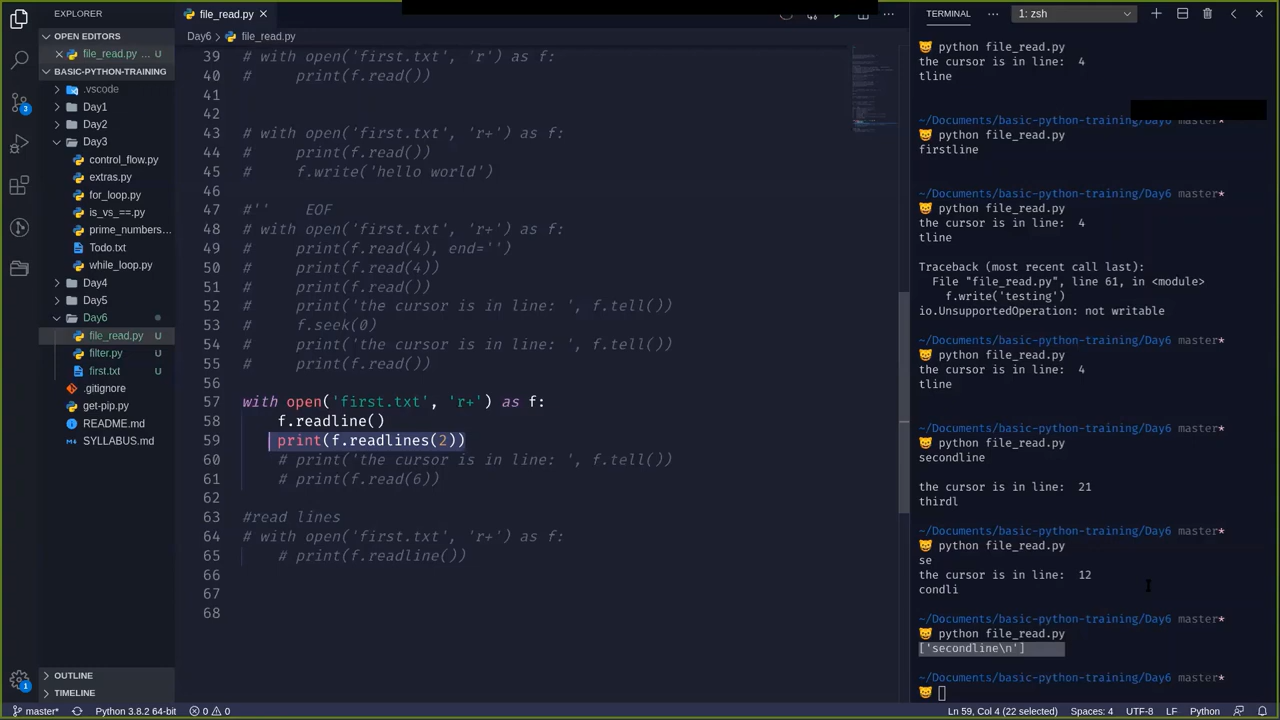 EXPLORER
OPEN EDITORS
file_read.py ... U
BASIC-PYTHON-TRAINING
.vscode
Day1
Day2
Day3
control_flow.py
extras.py
for_loop.py
is_vs_==.py
prime_numbers...
Todo.txt
while_loop.py
Day4
Day5
Day6
file_read.py U
filter.py U
first.txt U
.gitignore
get-pip.py
README.md
SYLLABUS.md
OUTLINE
TIMELINE
file_read.py
Day6 > file_read.py
39 # with open('first.txt', 'r') as f:
40 # print(f.read())
41
42
43 # with open('first.txt', 'r+') as f:
44 # print(f.read())
45 # f.write('hello world')
46
47 #'' EOF
48 # with open('first.txt', 'r+') as f:
49 # print(f.read(4), end='')
50 # print(f.read(4))
51 # print(f.read())
52 # print('the cursor is in line: ', f.tell())
53 # f.seek(0)
54 # print('the cursor is in line: ', f.tell())
55 # print(f.read())
56
57 with open('first.txt', 'r+') as f:
58 f.readline()
59 print(f.readlines(2))
60 # print('the cursor is in line: ', f.tell())
61 # print(f.read(6))
62
63 #read lines
64 # with open('first.txt', 'r+') as f:
65 # print(f.readline())
66
67
68
TERMINAL ... 1: zsh
python file_read.py
the cursor is in line: 4
tline
~/Documents/basic-python-training/Day6 master*
python file_read.py
firstline
~/Documents/basic-python-training/Day6 master*
python file_read.py
the cursor is in line: 4
tline
Traceback (most recent call last):
File "file_read.py", line 61, in <module>
f.write('testing')
io.UnsupportedOperation: not writable
~/Documents/basic-python-training/Day6 master*
python file_read.py
the cursor is in line: 4
tline
~/Documents/basic-python-training/Day6 master*
python file_read.py
secondline
the cursor is in line: 21
thirdl
~/Documents/basic-python-training/Day6 master*
python file_read.py
se
the cursor is in line: 12
condli
~/Documents/basic-python-training/Day6 master*
python file_read.py
['secondline\n']
~/Documents/basic-python-training/Day6 master*
master* Python 3.8.2 64-bit 0 0 Ln 59, Col 4 (22 selected) Spaces: 4 UTF-8 LF Python